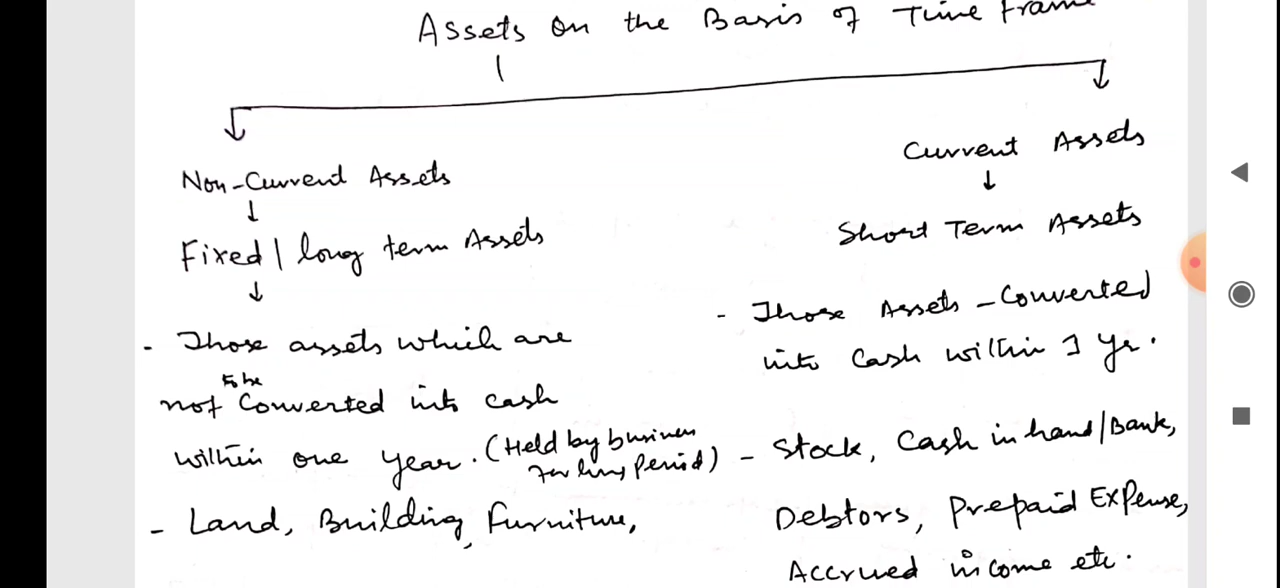 Assets on the Basis of Time Frame
Non-Current Assets
Fixed / long term Assets
- Those assets which are
to be
not converted into cash
within one year. (Held by business
for long period)
- Land, Building, Furniture,
Current Assets
Short Term Assets
- Those Assets - Converted
into Cash within 1 yr.
- Stock, Cash in hand/Bank,
Debtors, Prepaid Expense,
Accrued income etc.